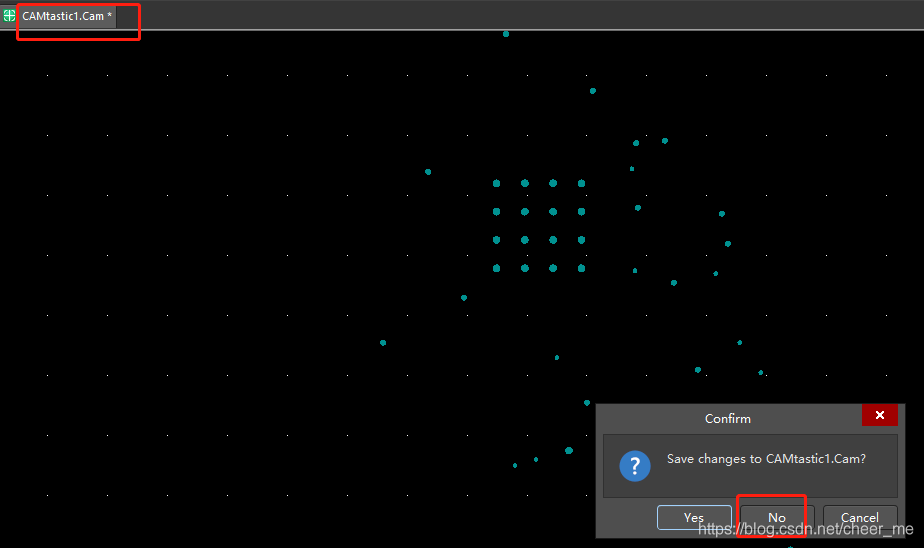 CAMtastic1.Cam *
Confirm
Save changes to CAMtastic1.Cam?
Yes No Cancel
https://blog.csdn.net/cheer_me